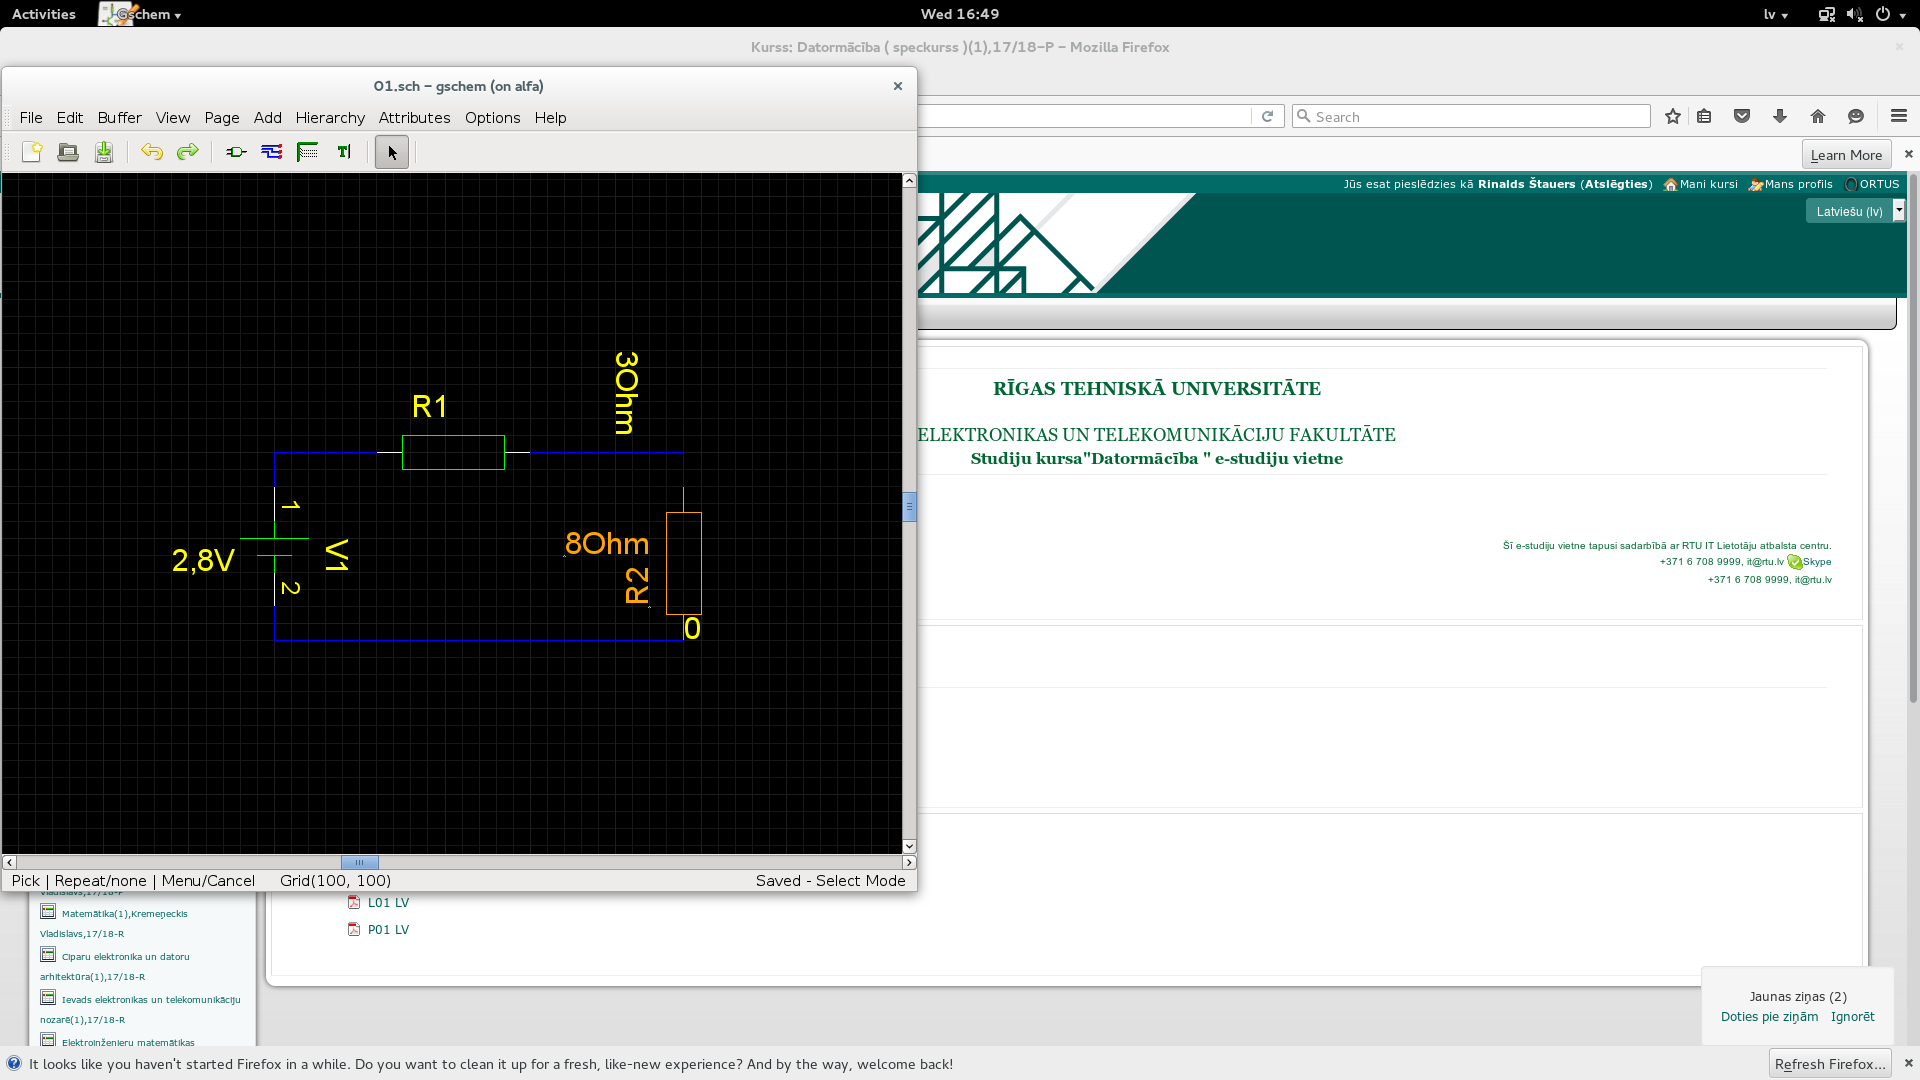 Activities
Gschem
Wed 16:49
lv
Kurss: Datormācība ( speckurss )(1),17/18-P – Mozilla Firefox
01.sch – gschem (on alfa)
File Edit Buffer View Page Add Hierarchy Attributes Options Help
Search
Learn More
Jūs esat pieslēdzies kā Rinalds Štauers (Atslēgties) Mani kursi Mans profils ORTUS
Latviešu (lv)
RĪGAS TEHNISKĀ UNIVERSITĀTE
ELEKTRONIKAS UN TELEKOMUNIKĀCIJU FAKULTĀTE
Studiju kursa"Datormācība " e-studiju vietne
Šī e-studiju vietne tapusi sadarbībā ar RTU IT Lietotāju atbalsta centru.
+371 6 708 9999, it@rtu.lv Skype
+371 6 708 9999, it@rtu.lv
R1
3Ohm
1
2,8V
V1
2
8Ohm
R2
0
Pick | Repeat/none | Menu/Cancel
Grid(100, 100)
Saved - Select Mode
Vladislavs,17/18-P
Matemātika(1),Kremeņeckis
Vladislavs,17/18-R
Ciparu elektronika un datoru
arhitektūra(1),17/18-R
Ievads elektronikas un telekomunikāciju
nozarē(1),17/18-R
Elektroinženieru matemātikas
L01 LV
P01 LV
Jaunas ziņas (2)
Doties pie ziņām Ignorēt
It looks like you haven't started Firefox in a while. Do you want to clean it up for a fresh, like-new experience? And by the way, welcome back!
Refresh Firefox...